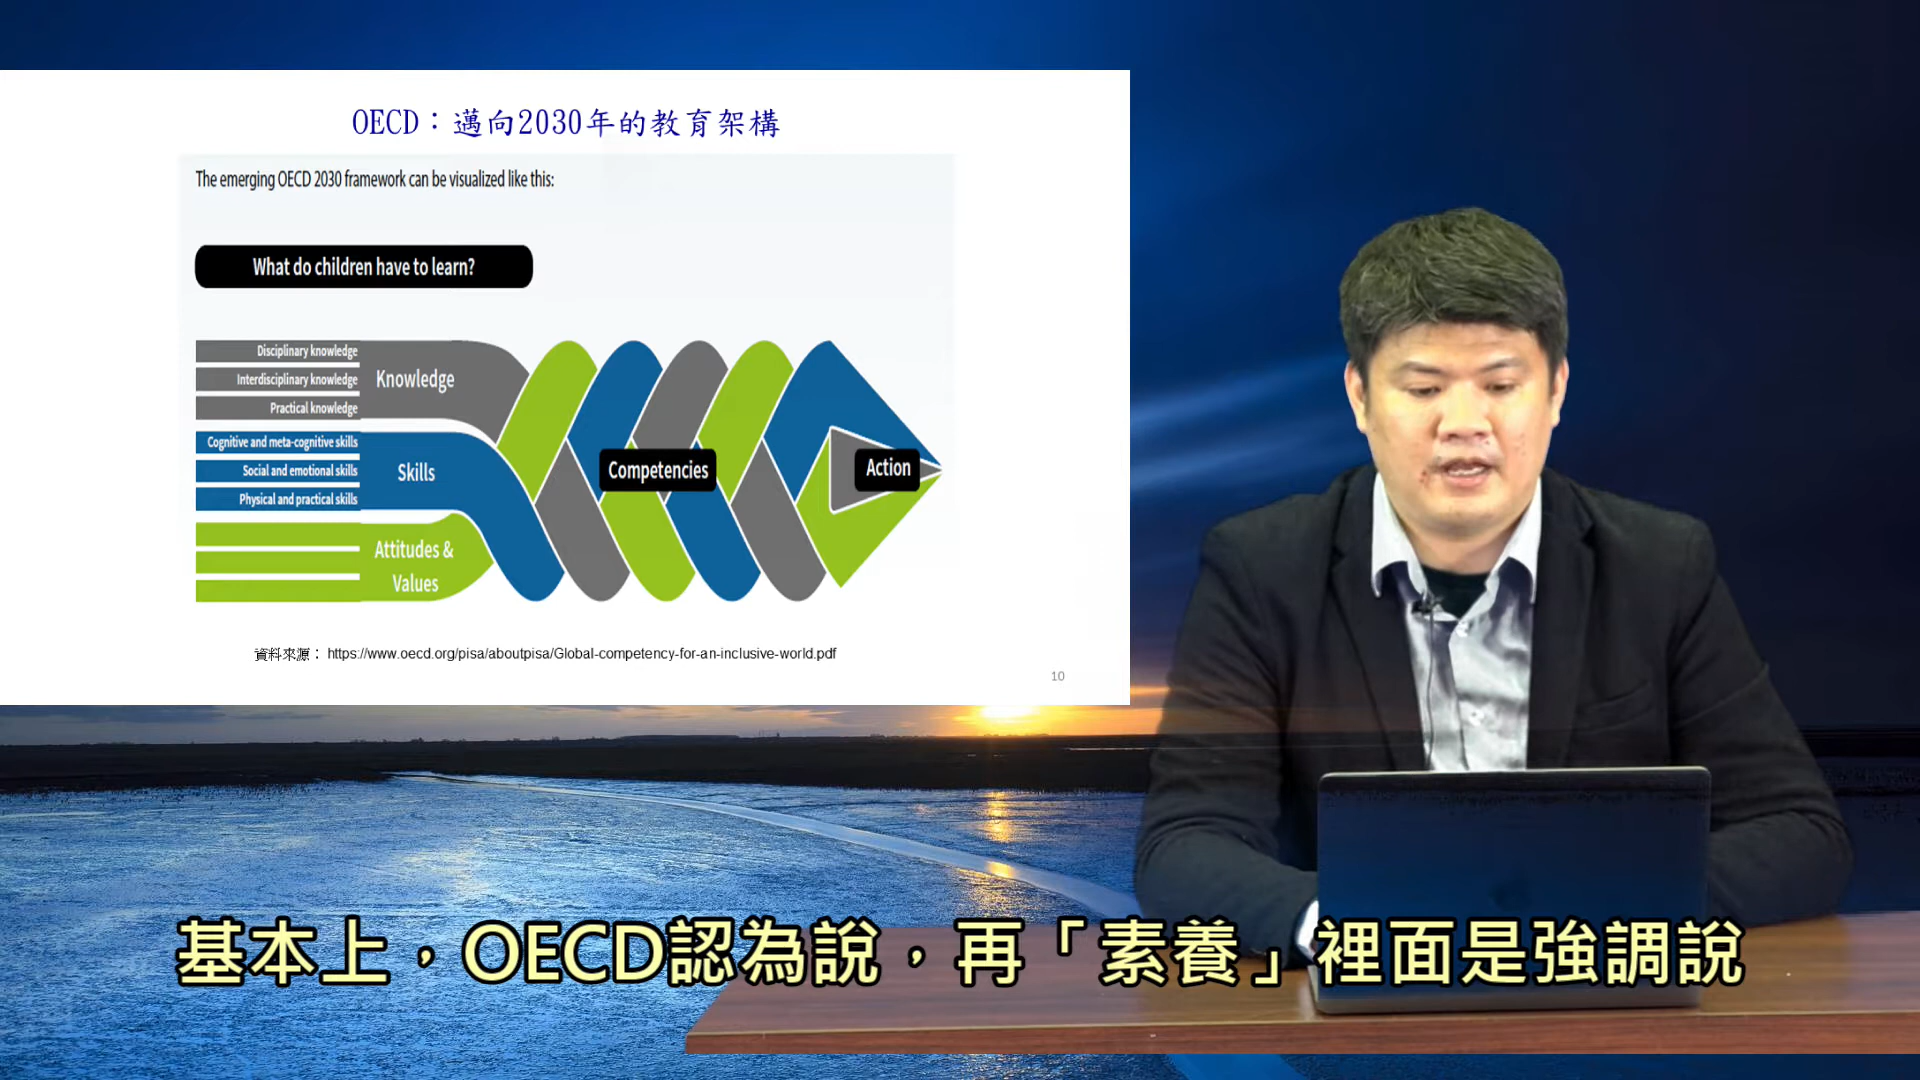 OECD：邁向2030年的教育架構
The emerging OECD 2030 framework can be visualized like this:
What do children have to learn?
Disciplinary knowledge
Interdisciplinary knowledge
Practical knowledge
Knowledge
Cognitive and meta-cognitive skills
Social and emotional skills
Physical and practical skills
Skills
Attitudes &
Values
Competencies
Action
資料來源： https://www.oecd.org/pisa/aboutpisa/Global-competency-for-an-inclusive-world.pdf
10
基本上，OECD認為說，再「素養」裡面是強調說